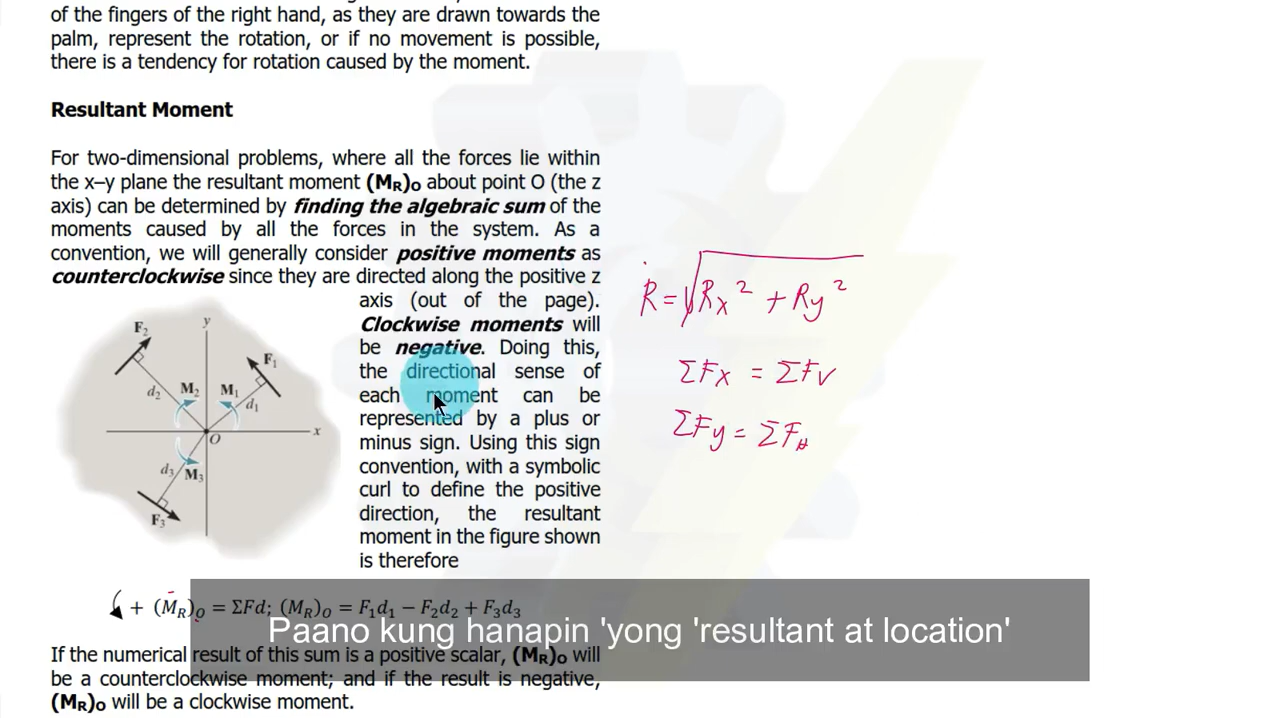 of the fingers of the right hand, as they are drawn towards the
palm, represent the rotation, or if no movement is possible,
there is a tendency for rotation caused by the moment.
Resultant Moment
For two-dimensional problems, where all the forces lie within
the x–y plane the resultant moment (MR)O about point O (the z
axis) can be determined by finding the algebraic sum of the
moments caused by all the forces in the system. As a
convention, we will generally consider positive moments as
counterclockwise since they are directed along the positive z
axis (out of the page).
Clockwise moments will
be negative. Doing this,
the directional sense of
each moment can be
represented by a plus or
minus sign. Using this sign
convention, with a symbolic
curl to define the positive
direction, the resultant
moment in the figure shown
is therefore
F2
y
F1
d2
M2
M1
d1
O
x
d3
M3
F3
+ (MR)O = ΣFd; (MR)O = F1d1 − F2d2 + F3d3
If the numerical result of this sum is a positive scalar, (MR)O will
be a counterclockwise moment; and if the result is negative,
(MR)O will be a clockwise moment.
R = √Rx² + Ry²
ΣFx = ΣFV
ΣFy = ΣFH
Paano kung hanapin 'yong 'resultant at location'